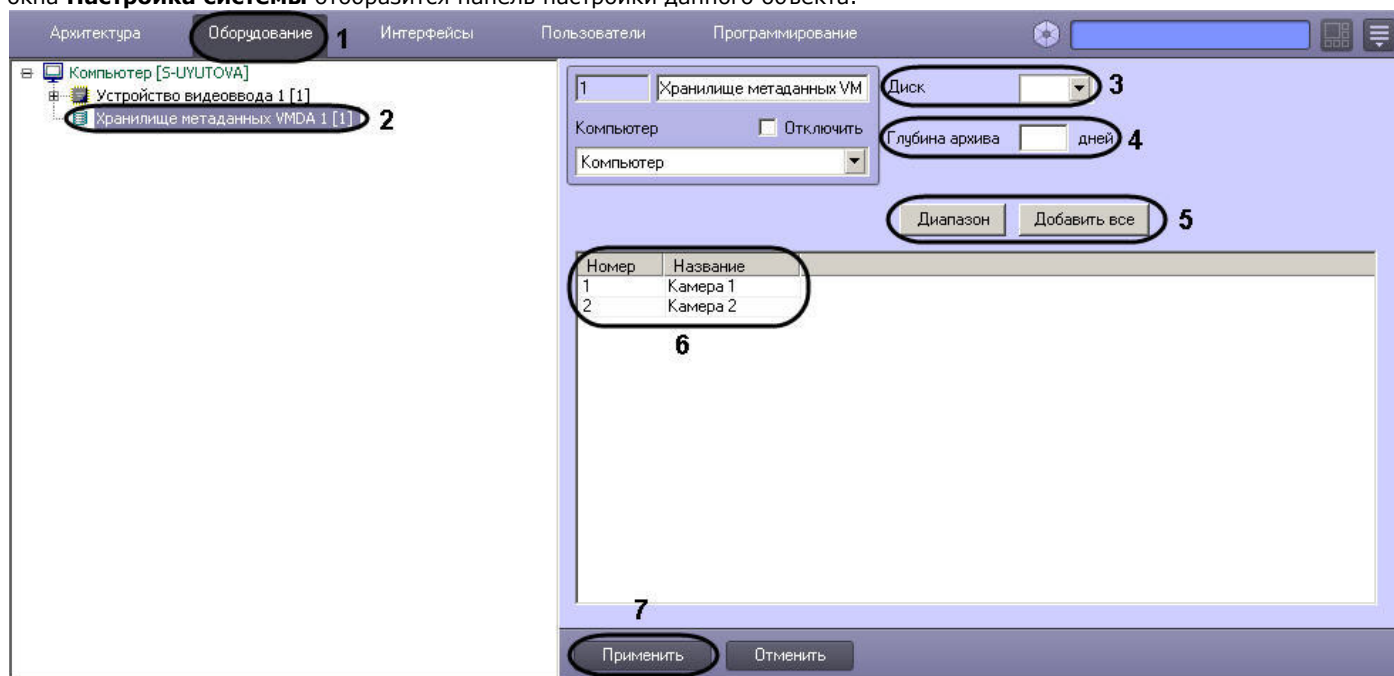 окна Настройка системы отобразится панель настройки данного объекта.
Архитектура Оборудование 1 Интерфейсы Пользователи Программирование
Компьютер [S-UYUTOVA]
Устройство видеоввода 1 [1]
Хранилище метаданных VMDA 1 [1] 2
1 Хранилище метаданных VM
Диск 3
Компьютер Отключить
Глубина архива дней 4
Компьютер
Диапазон Добавить все 5
Номер Название
1 Камера 1
2 Камера 2
6
7
Применить Отменить